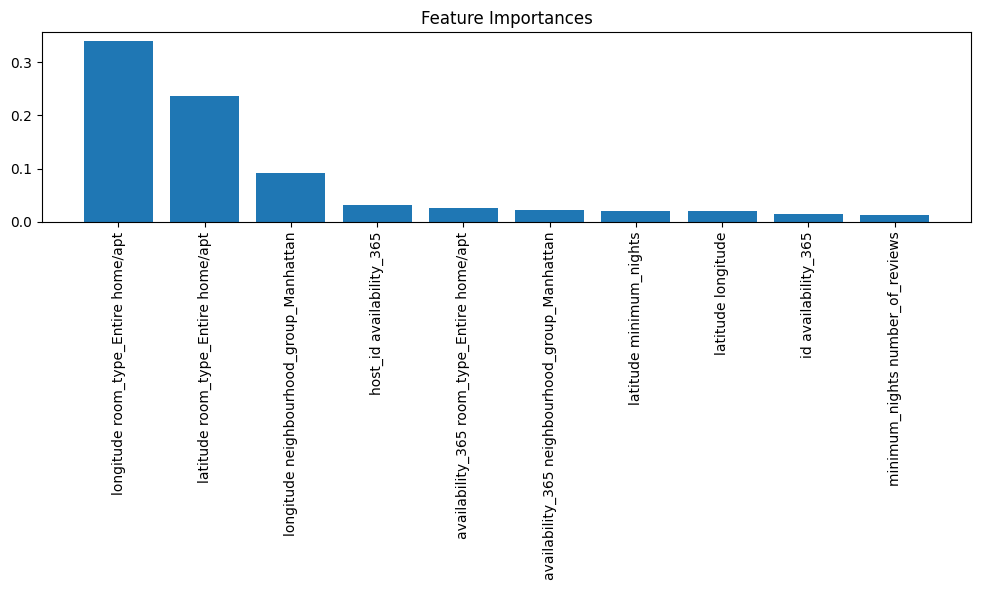 Feature Importances
0.3
0.2
0.1
0.0
longitude room_type_Entire home/apt
latitude room_type_Entire home/apt
longitude neighbourhood_group_Manhattan
host_id availability_365
availability_365 room_type_Entire home/apt
availability_365 neighbourhood_group_Manhattan
latitude minimum_nights
latitude longitude
id availability_365
minimum_nights number_of_reviews